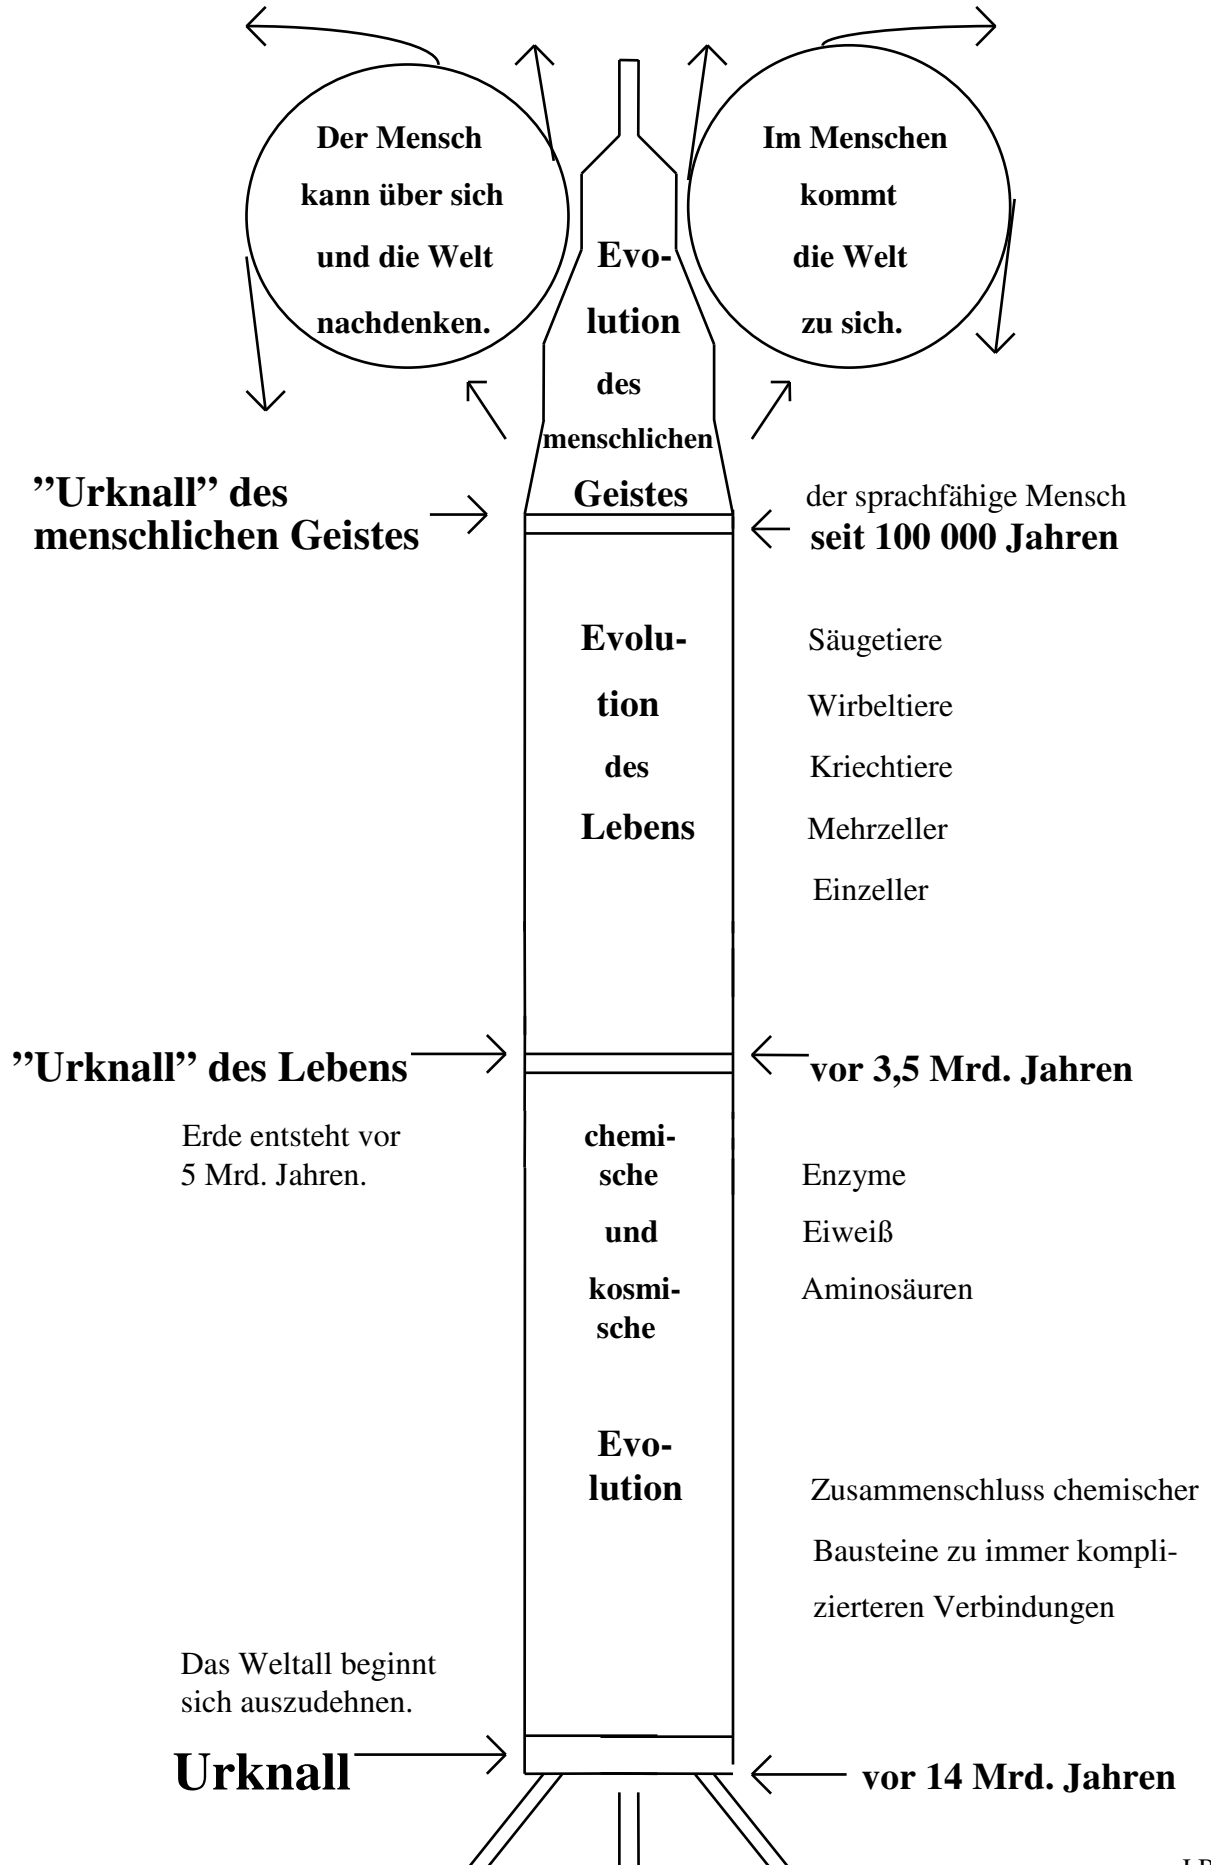 Der Mensch
kann über sich
und die Welt
nachdenken.
Im Menschen
kommt
die Welt
zu sich.
Evo-
lution
des
menschlichen
Geistes
”Urknall” des
menschlichen Geistes
der sprachfähige Mensch
seit 100 000 Jahren
Evolu-
tion
des
Lebens
Säugetiere
Wirbeltiere
Kriechtiere
Mehrzeller
Einzeller
”Urknall” des Lebens
vor 3,5 Mrd. Jahren
Erde entsteht vor
5 Mrd. Jahren.
chemi-
sche
und
kosmi-
sche
Evo-
lution
Enzyme
Eiweiß
Aminosäuren
Zusammenschluss chemischer
Bausteine zu immer kompli-
zierteren Verbindungen
Das Weltall beginnt
sich auszudehnen.
Urknall
vor 14 Mrd. Jahren